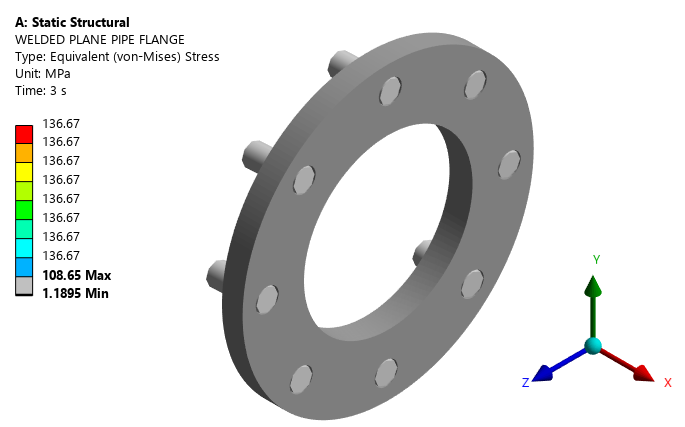 A: Static Structural
WELDED PLANE PIPE FLANGE
Type: Equivalent (von-Mises) Stress
Unit: MPa
Time: 3 s
136.67
136.67
136.67
136.67
136.67
136.67
136.67
136.67
108.65 Max
1.1895 Min
Y
Z
X